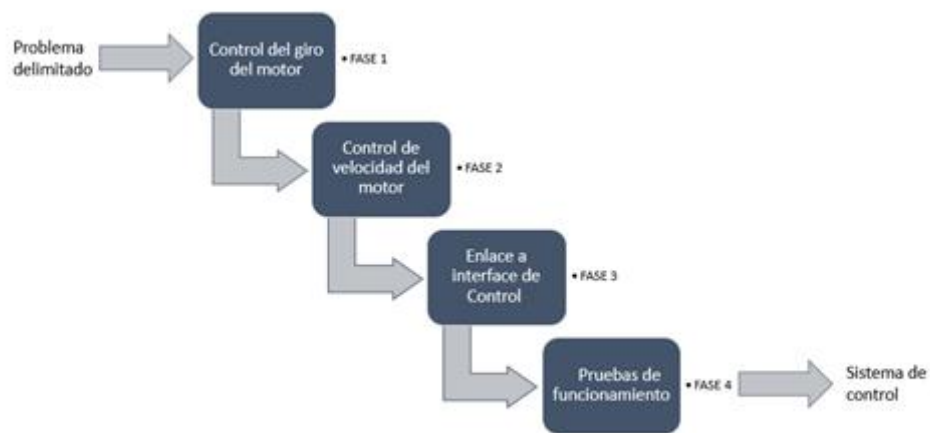 Problema
delimitado
Control del giro
del motor
• FASE 1
Control de
velocidad del
motor
• FASE 2
Enlace a
interface de
Control
• FASE 3
Pruebas de
funcionamiento
• FASE 4
Sistema de
control